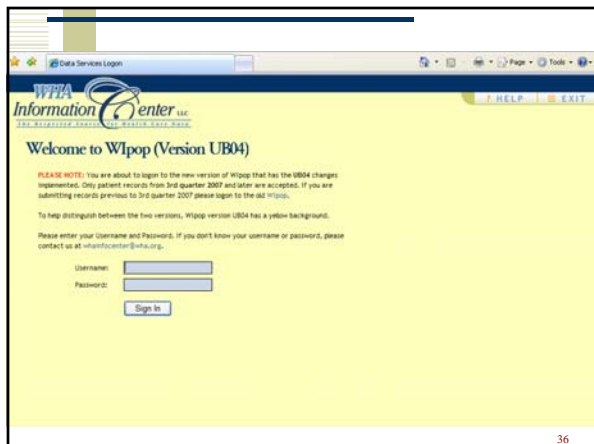 Data Services Logon
Page
Tools
WHA
Information Center LLC
The Respected Source for Health Care Data
? HELP
EXIT
Welcome to WIpop (Version UB04)
PLEASE NOTE: You are about to logon to the new version of WIpop that has the UB04 changes
implemented. Only patient records from 3rd quarter 2007 and later are accepted. If you are
submitting records previous to 3rd quarter 2007 please logon to the old WIpop.
To help distinguish between the two versions, WIpop version UB04 has a yellow background.
Please enter your Username and Password. If you don't know your username or password, please
contact us at whainfocenter@wha.org.
Username:
Password:
Sign In
36